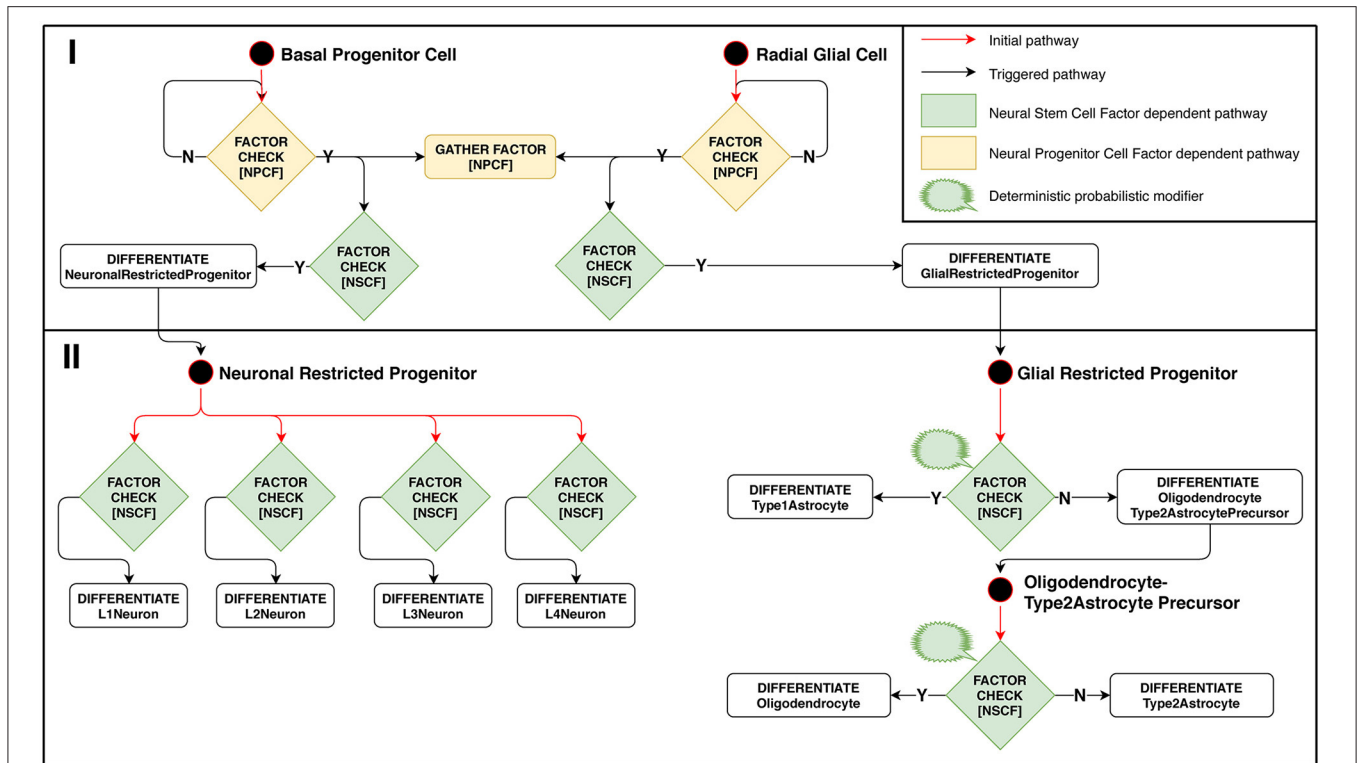 I
Basal Progenitor Cell
Radial Glial Cell
Initial pathway
Triggered pathway
Neural Stem Cell Factor dependent pathway
Neural Progenitor Cell Factor dependent pathway
Deterministic probabilistic modifier
N
FACTOR
CHECK
[NPCF]
Y
GATHER FACTOR
[NPCF]
Y
FACTOR
CHECK
[NPCF]
N
DIFFERENTIATE
NeuronalRestrictedProgenitor
Y
FACTOR
CHECK
[NSCF]
FACTOR
CHECK
[NSCF]
Y
DIFFERENTIATE
GlialRestrictedProgenitor
II
Neuronal Restricted Progenitor
Glial Restricted Progenitor
FACTOR
CHECK
[NSCF]
FACTOR
CHECK
[NSCF]
FACTOR
CHECK
[NSCF]
FACTOR
CHECK
[NSCF]
DIFFERENTIATE
L1Neuron
DIFFERENTIATE
L2Neuron
DIFFERENTIATE
L3Neuron
DIFFERENTIATE
L4Neuron
DIFFERENTIATE
Type1Astrocyte
Y
FACTOR
CHECK
[NSCF]
N
DIFFERENTIATE
Oligodendrocyte
Type2AstrocytePrecursor
Oligodendrocyte-
Type2Astrocyte Precursor
DIFFERENTIATE
Oligodendrocyte
Y
FACTOR
CHECK
[NSCF]
N
DIFFERENTIATE
Type2Astrocyte